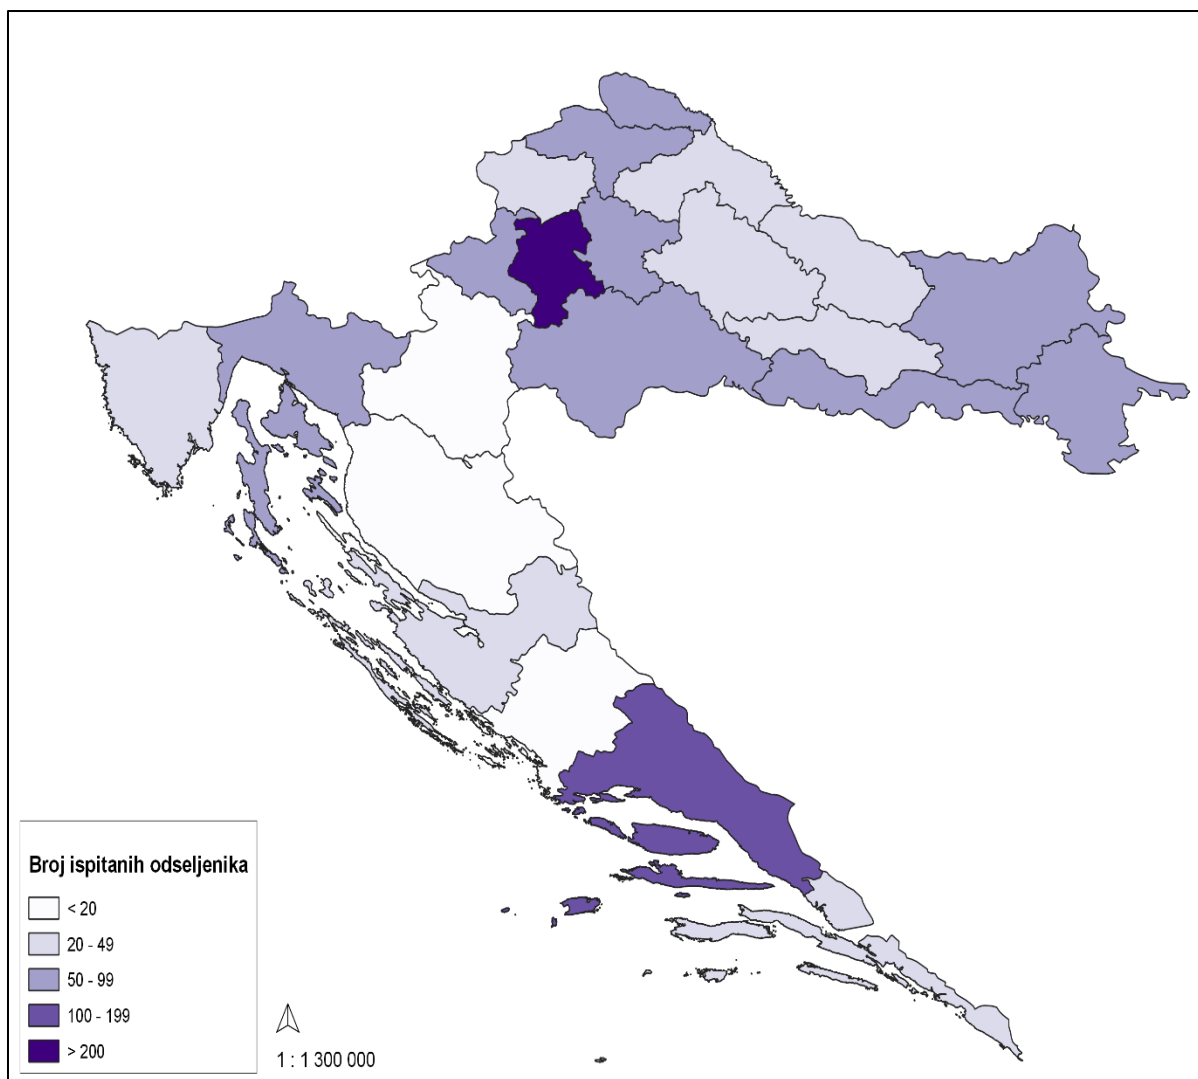 Broj ispitanih odseljenika
< 20
20 - 49
50 - 99
100 - 199
> 200
1 : 1 300 000